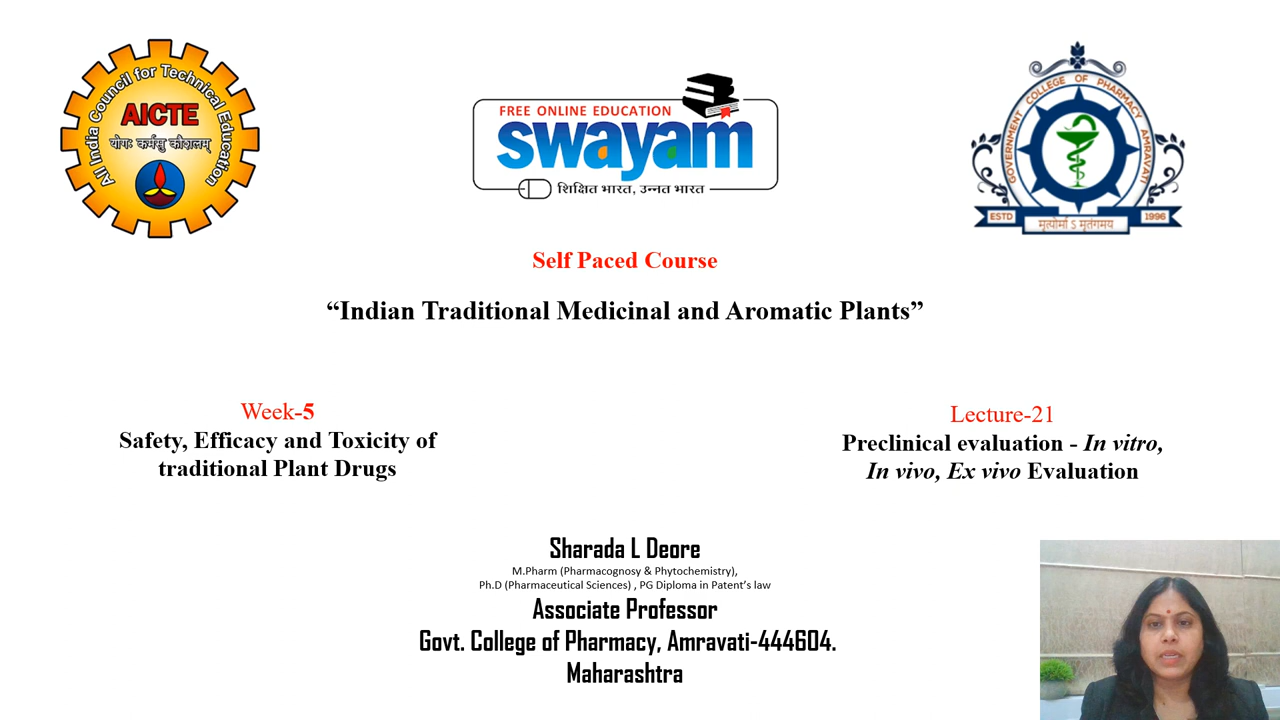 All India Council for Technical Education
AICTE
योगः कर्मसु कौशलम्
FREE ONLINE EDUCATION
swayam
शिक्षित भारत, उन्नत भारत
GOVERNMENT COLLEGE OF PHARMACY AMRAVATI
ESTD
1996
मृत्योर्मा ऽ मृतंगमय
Self Paced Course
“Indian Traditional Medicinal and Aromatic Plants”
Week-5
Safety, Efficacy and Toxicity of
traditional Plant Drugs
Lecture-21
Preclinical evaluation - In vitro,
In vivo, Ex vivo Evaluation
Sharada L Deore
M.Pharm (Pharmacognosy & Phytochemistry),
Ph.D (Pharmaceutical Sciences) , PG Diploma in Patent’s law
Associate Professor
Govt. College of Pharmacy, Amravati-444604.
Maharashtra